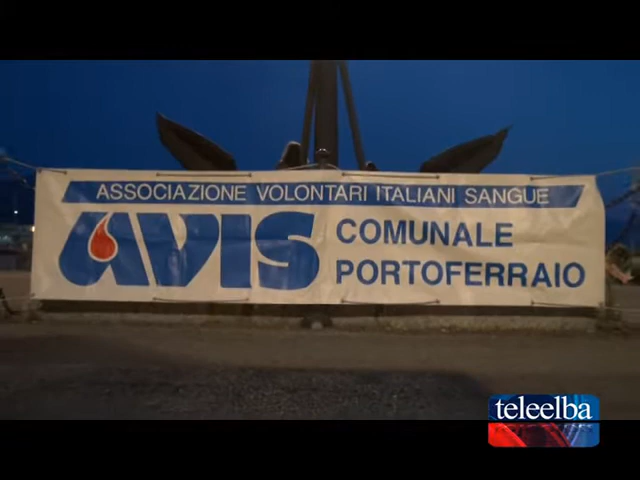 ASSOCIAZIONE VOLONTARI ITALIANI SANGUE
AVIS
COMUNALE
PORTOFERRAIO
teleelba